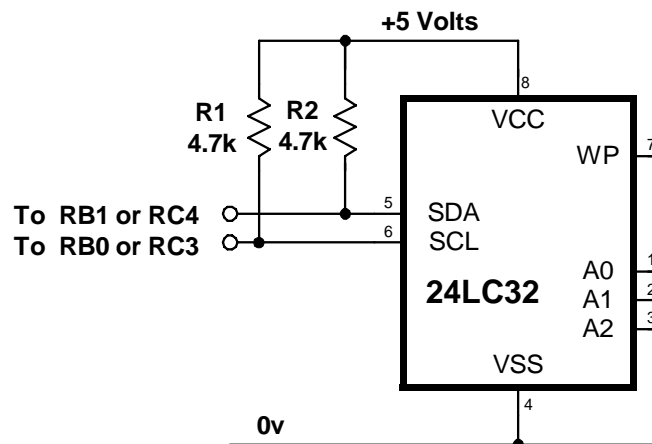 +5 Volts
R1
4.7k
R2
4.7k
8
VCC
WP
7
To RB1 or RC4
5
SDA
To RB0 or RC3
6
SCL
24LC32
A0
1
A1
2
A2
3
VSS
4
0v